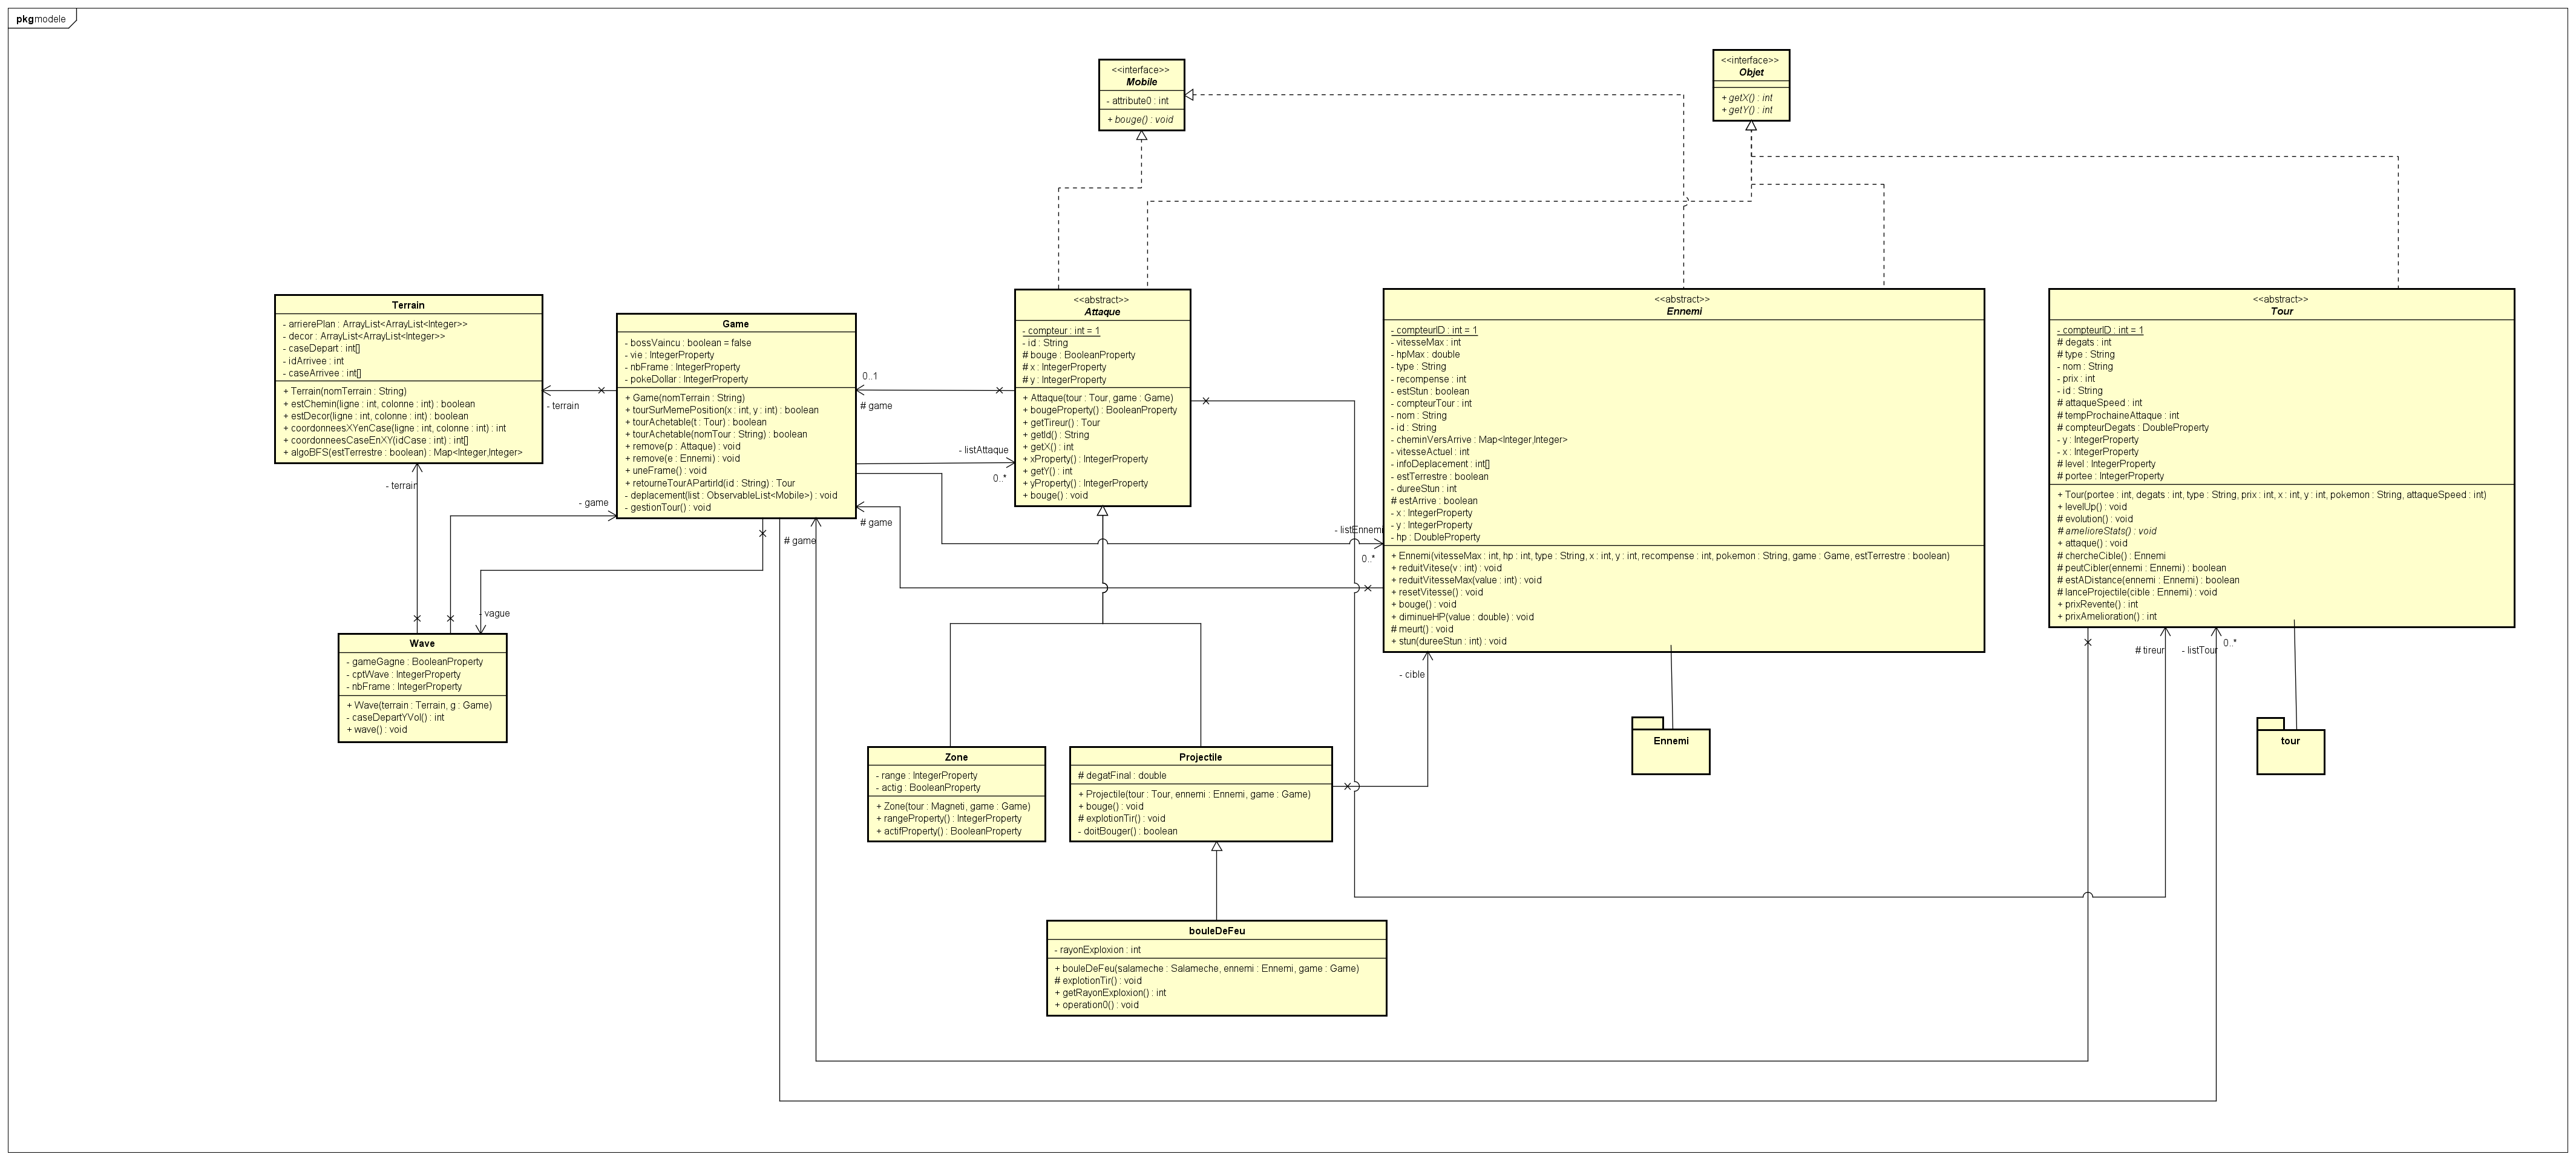 pkg modele
<<interface>>
Mobile
- attribute0 : int
+ bouge() : void
<<interface>>
Objet
+ getX() : int
+ getY() : int
Terrain
- arrierePlan : ArrayList<ArrayList<Integer>>
- decor : ArrayList<ArrayList<Integer>>
- caseDepart : int[]
- idArrivee : int
- caseArrivee : int[]
+ Terrain(nomTerrain : String)
+ estChemin(ligne : int, colonne : int) : boolean
+ estDecor(ligne : int, colonne : int) : boolean
+ coordonneesXYenCase(ligne : int, colonne : int) : int
+ coordonneesCaseEnXY(idCase : int) : int[]
+ algoBFS(estTerrestre : boolean) : Map<Integer,Integer>
- terrain
Game
- bossVaincu : boolean = false
- vie : IntegerProperty
- nbFrame : IntegerProperty
- pokeDollar : IntegerProperty
+ Game(nomTerrain : String)
+ tourSurMemePosition(x : int, y : int) : boolean
+ tourAchetable(t : Tour) : boolean
+ tourAchetable(nomTour : String) : boolean
+ remove(p : Attaque) : void
+ remove(e : Ennemi) : void
+ uneFrame() : void
+ retourneTourAPartirId(id : String) : Tour
- deplacement(list : ObservableList<Mobile>) : void
- gestionTour() : void
0..1
# game
- listAttaque
0..*
# game
<<abstract>>
Attaque
- compteur : int = 1
- id : String
# bouge : BooleanProperty
# x : IntegerProperty
# y : IntegerProperty
+ Attaque(tour : Tour, game : Game)
+ bougeProperty() : BooleanProperty
+ getTireur() : Tour
+ getId() : String
+ getX() : int
+ xProperty() : IntegerProperty
+ getY() : int
+ yProperty() : IntegerProperty
+ bouge() : void
<<abstract>>
Ennemi
- compteurID : int = 1
- vitesseMax : int
- hpMax : double
- type : String
- recompense : int
- estStun : boolean
- compteurTour : int
- nom : String
- id : String
- cheminVersArrive : Map<Integer,Integer>
- vitesseActuel : int
- infoDeplacement : int[]
- estTerrestre : boolean
- dureeStun : int
# estArrive : boolean
- x : IntegerProperty
- y : IntegerProperty
- hp : DoubleProperty
+ Ennemi(vitesseMax : int, hp : int, type : String, x : int, y : int, recompense : int, pokemon : String, game : Game, estTerrestre : boolean)
+ reduitVitese(v : int) : void
+ reduitVitesseMax(value : int) : void
+ resetVitesse() : void
+ bouge() : void
+ diminueHP(value : double) : void
# meurt() : void
+ stun(dureeStun : int) : void
- listEnnemi
0..*
<<abstract>>
Tour
- compteurID : int = 1
# degats : int
# type : String
- nom : String
- prix : int
- id : String
# attaqueSpeed : int
# tempProchaineAttaque : int
# compteurDegats : DoubleProperty
- y : IntegerProperty
- x : IntegerProperty
# level : IntegerProperty
# portee : IntegerProperty
+ Tour(portee : int, degats : int, type : String, prix : int, x : int, y : int, pokemon : String, attaqueSpeed : int)
+ levelUp() : void
# evolution() : void
# amelioreStats() : void
+ attaque() : void
# chercheCible() : Ennemi
# peutCibler(ennemi : Ennemi) : boolean
# estADistance(ennemi : Ennemi) : boolean
# lanceProjectile(cible : Ennemi) : void
+ prixRevente() : int
+ prixAmelioration() : int
- terrain
- game
# game
- vague
- cible
# tireur
- listTour
0..*
Wave
- gameGagne : BooleanProperty
- cptWave : IntegerProperty
- nbFrame : IntegerProperty
+ Wave(terrain : Terrain, g : Game)
- caseDepartYVol() : int
+ wave() : void
Zone
- range : IntegerProperty
- actig : BooleanProperty
+ Zone(tour : Magneti, game : Game)
+ rangeProperty() : IntegerProperty
+ actifProperty() : BooleanProperty
Projectile
# degatFinal : double
+ Projectile(tour : Tour, ennemi : Ennemi, game : Game)
+ bouge() : void
# explotionTir() : void
- doitBouger() : boolean
Ennemi
tour
bouleDeFeu
- rayonExploxion : int
+ bouleDeFeu(salameche : Salameche, ennemi : Ennemi, game : Game)
# explotionTir() : void
+ getRayonExploxion() : int
+ operation0() : void